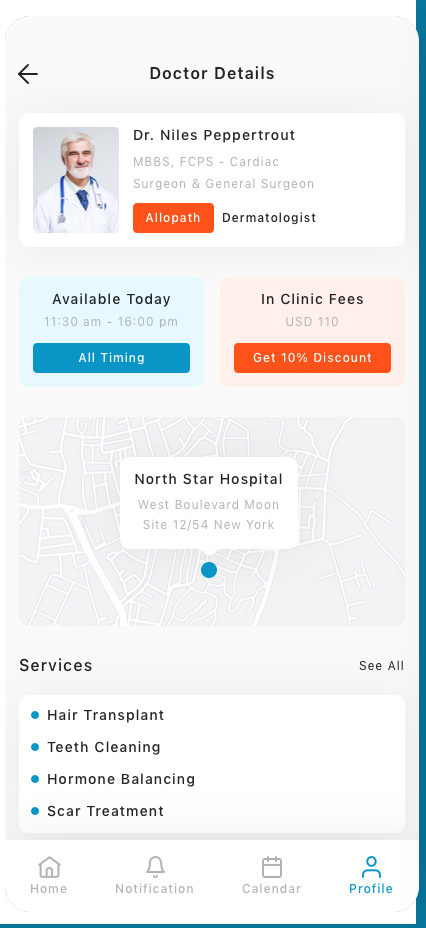 Doctor Details
Dr. Niles Peppertrout
MBBS, FCPS - Cardiac
Surgeon & General Surgeon
Allopath
Dermatologist
Available Today
11:30 am - 16:00 pm
All Timing
In Clinic Fees
USD 110
Get 10% Discount
North Star Hospital
West Boulevard Moon
Site 12/54 New York
Services
See All
Hair Transplant
Teeth Cleaning
Hormone Balancing
Scar Treatment
Home
Notification
Calendar
Profile